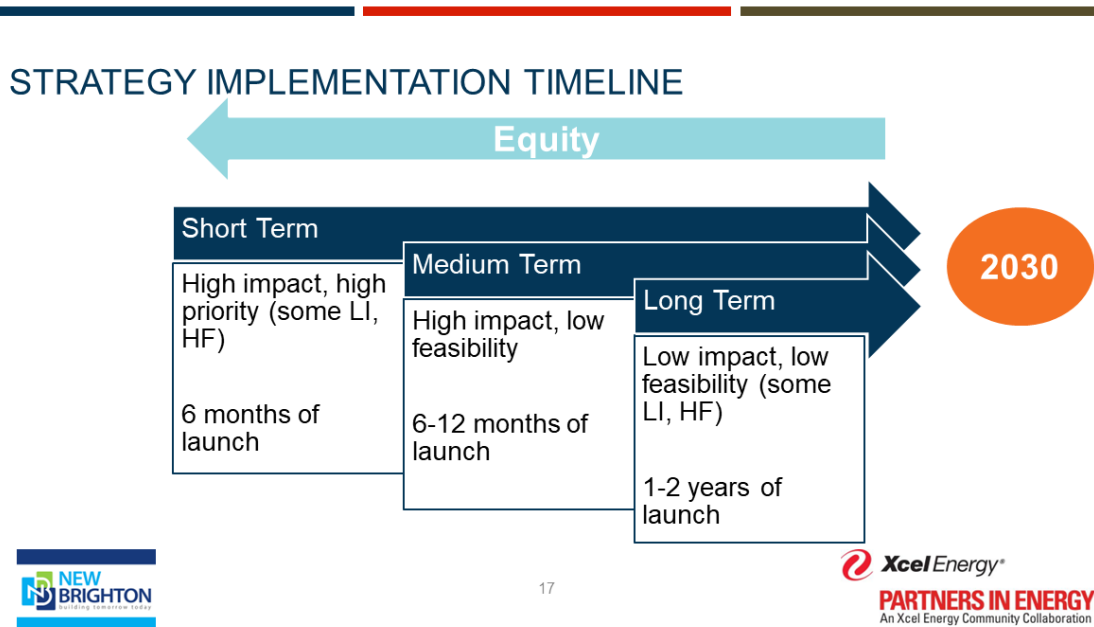 STRATEGY IMPLEMENTATION TIMELINE
Equity
Short Term
High impact, high
priority (some LI,
HF)
6 months of
launch
Medium Term
High impact, low
feasibility
6-12 months of
launch
Long Term
Low impact, low
feasibility (some
LI, HF)
1-2 years of
launch
2030
NEW
BRIGHTON
building tomorrow today
17
Xcel Energy®
PARTNERS IN ENERGY
An Xcel Energy Community Collaboration